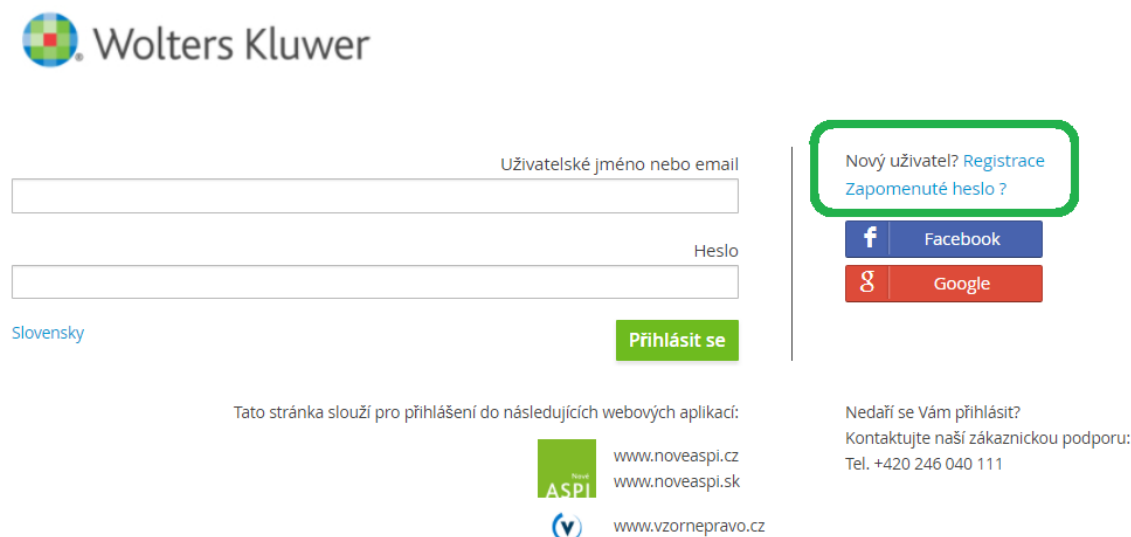 Wolters Kluwer
Uživatelské jméno nebo email
Heslo
Slovensky
Přihlásit se
Nový uživatel? Registrace
Zapomenuté heslo ?
f Facebook
g Google
Tato stránka slouží pro přihlášení do následujících webových aplikací:
Nové
ASPI
www.noveaspi.cz
www.noveaspi.sk
(v) www.vzornepravo.cz
Nedaří se Vám přihlásit?
Kontaktujte naší zákaznickou podporu:
Tel. +420 246 040 111